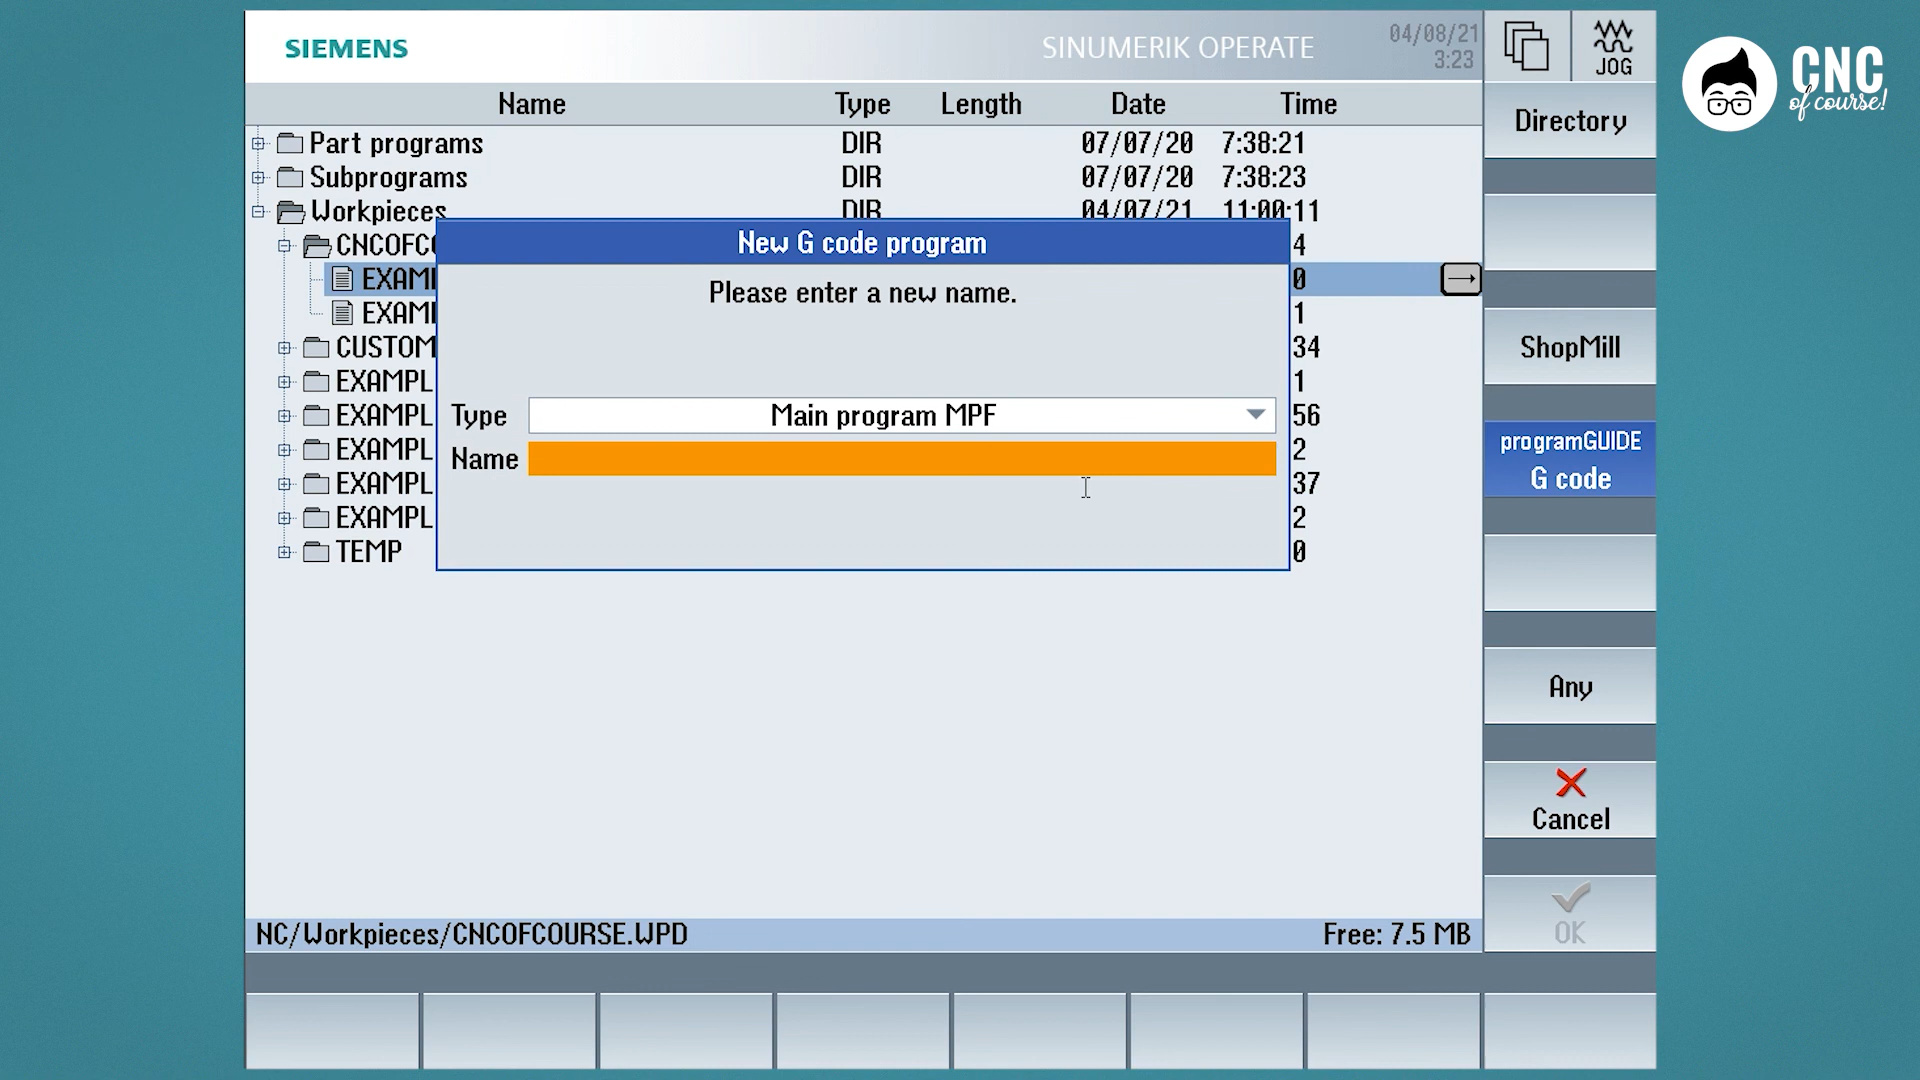 SIEMENS
SINUMERIK OPERATE
04/08/21
3:23
JOG
CNC
of course!
Name Type Length Date Time
Directory
Part programs DIR 07/07/20 7:38:21
Subprograms DIR 07/07/20 7:38:23
Workpieces DIR 04/07/21 11:00:11
CNCOFCO 4
New G code program
EXAMI 0
Please enter a new name.
EXAMI 1
CUSTOM 34
ShopMill
EXAMPL 1
EXAMPL 56
Type Main program MPF
EXAMPL 2
Name
programGUIDE
G code
EXAMPL 37
EXAMPL 2
TEMP 0
Any
Cancel
OK
NC/Workpieces/CNCOFCOURSE.WPD Free: 7.5 MB